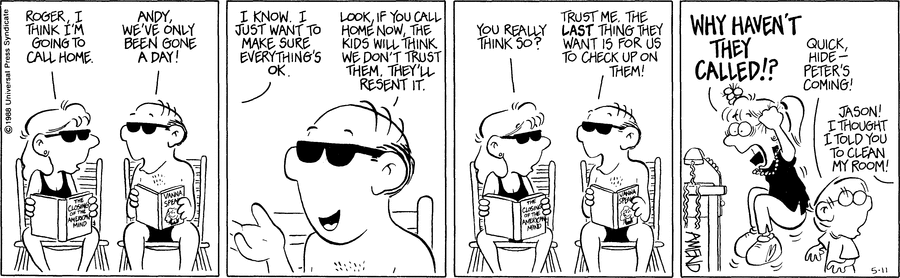 ROGER, I
THINK I'M
GOING TO
CALL HOME.
ANDY,
WE'VE ONLY
BEEN GONE
A DAY!
© 1988 Universal Press Syndicate
THE
CLOSING
OF THE
AMERICAN
MIND
VANNA
SPEAKS
I KNOW. I
JUST WANT TO
MAKE SURE
EVERYTHING'S
OK.
LOOK, IF YOU CALL
HOME NOW, THE
KIDS WILL THINK
WE DON'T TRUST
THEM. THEY'LL
RESENT IT.
YOU REALLY
THINK SO?
TRUST ME. THE
LAST THING THEY
WANT IS FOR US
TO CHECK UP ON
THEM!
THE
CLOSING
OF THE
AMERICAN
MIND
VANNA
SPEAKS
WHY HAVEN'T
THEY
CALLED!?
QUICK,
HIDE—
PETER'S
COMING!
JASON!
I THOUGHT
I TOLD YOU
TO CLEAN
MY ROOM!
AMEND
5-11